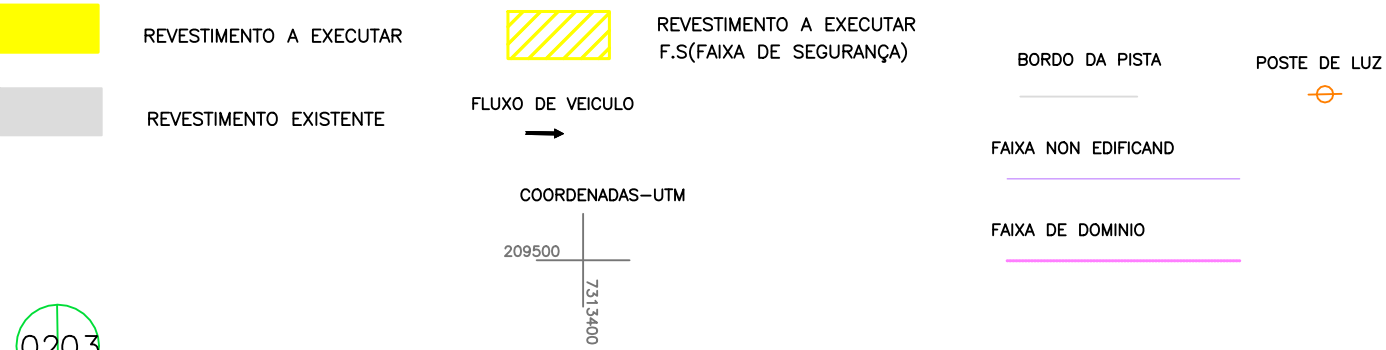 REVESTIMENTO A EXECUTAR
REVESTIMENTO A EXECUTAR
F.S(FAIXA DE SEGURANÇA)
BORDO DA PISTA
POSTE DE LUZ
REVESTIMENTO EXISTENTE
FLUXO DE VEICULO
FAIXA NON EDIFICAND
COORDENADAS-UTM
FAIXA DE DOMINIO
209500
7313400
0203